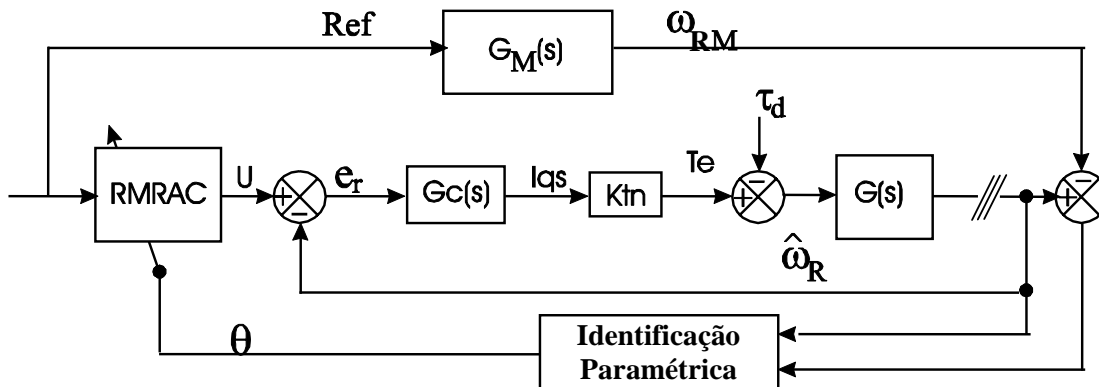 Ref
G_M(s)
ω_RM
τ_d
RMRAC
U
+
−
e_r
Gc(s)
Iqs
Ktn
Te
+
−
G(s)
+
−
ω̂_R
θ
Identificação
Paramétrica